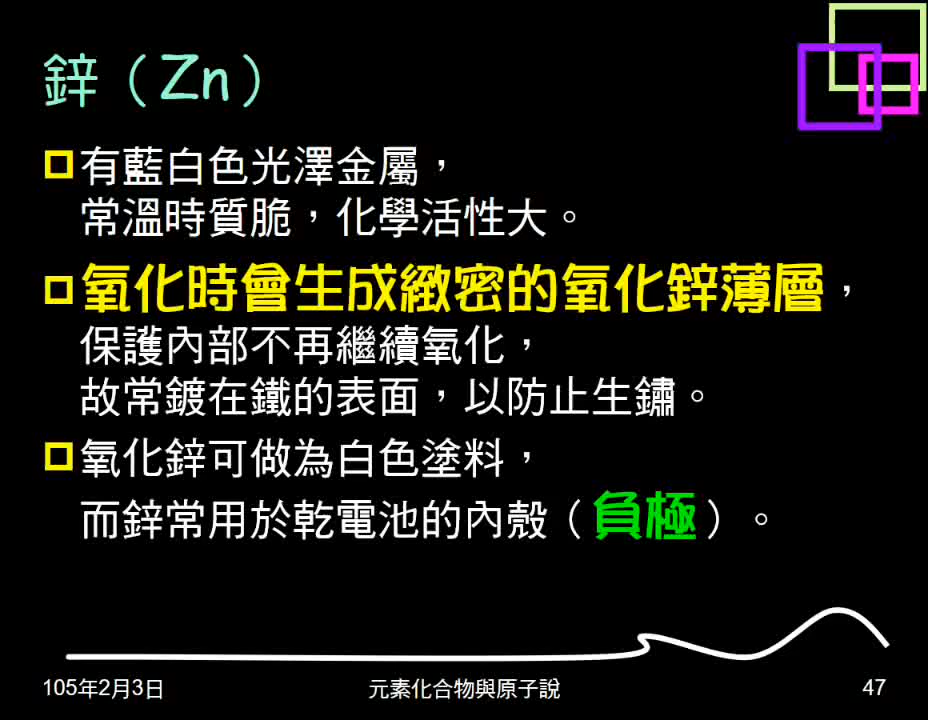 鋅（Zn）
有藍白色光澤金屬，
常溫時質脆，化學活性大。
氧化時會生成緻密的氧化鋅薄層，
保護內部不再繼續氧化，
故常鍍在鐵的表面，以防止生鏽。
氧化鋅可做為白色塗料，
而鋅常用於乾電池的內殼（負極）。
105年2月3日
元素化合物與原子說
47